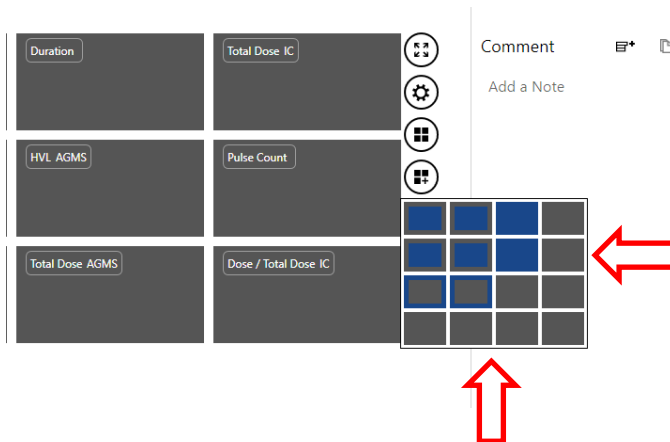 Duration
Total Dose IC
Comment
Add a Note
HVL AGMS
Pulse Count
Total Dose AGMS
Dose / Total Dose IC